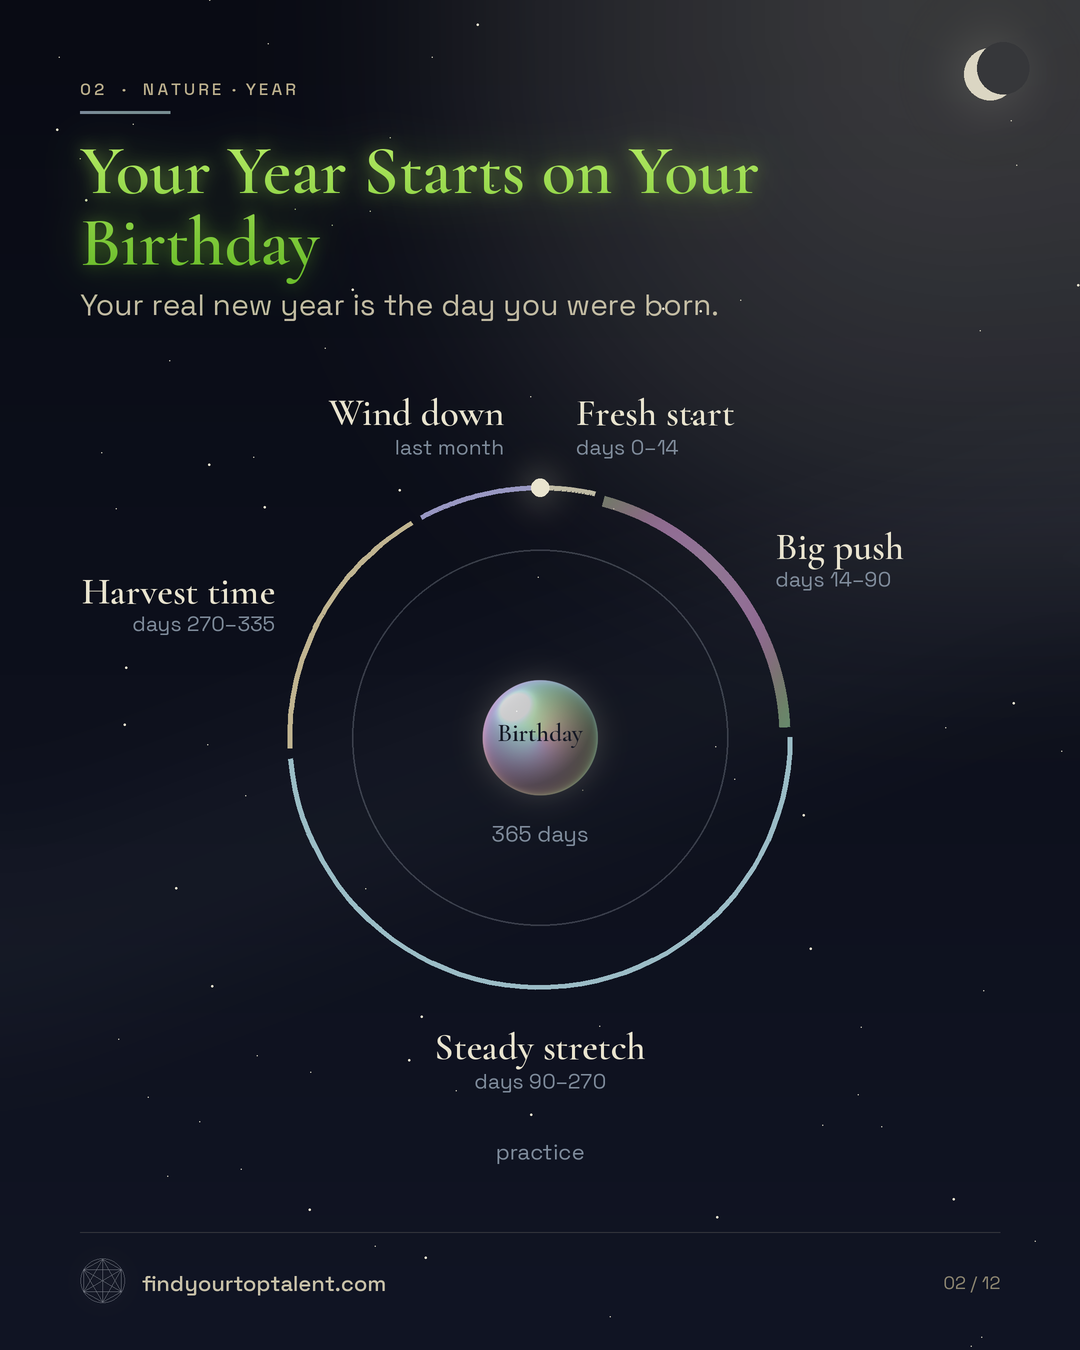 02 · NATURE · YEAR
Your Year Starts on Your
Birthday
Your real new year is the day you were born.
Wind down
last month
Fresh start
days 0–14
Big push
days 14–90
Harvest time
days 270–335
Birthday
365 days
Steady stretch
days 90–270
practice
findyourtoptalent.com
02 / 12